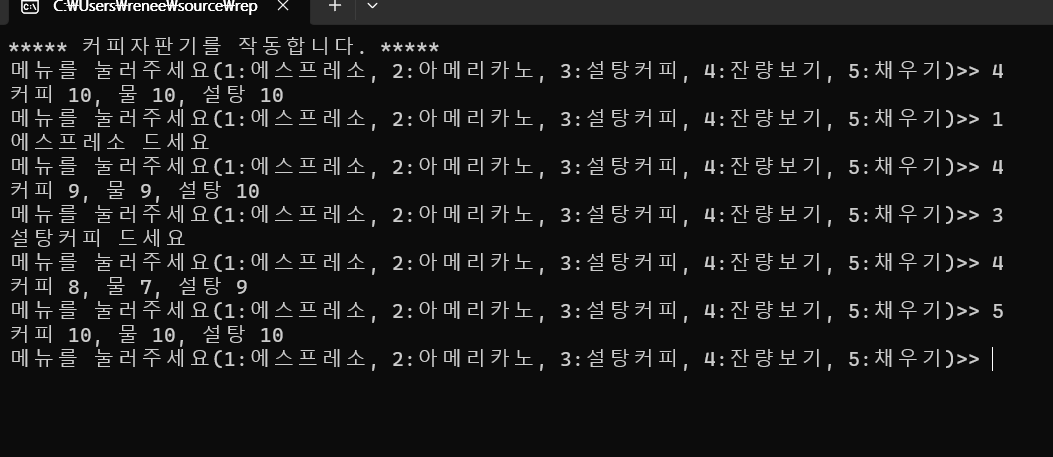 C:₩Users₩renee₩source₩rep
***** 커피자판기를 작동합니다. *****
메뉴를 눌러주세요(1:에스프레소, 2:아메리카노, 3:설탕커피, 4:잔량보기, 5:채우기)>> 4
커피 10, 물 10, 설탕 10
메뉴를 눌러주세요(1:에스프레소, 2:아메리카노, 3:설탕커피, 4:잔량보기, 5:채우기)>> 1
에스프레소 드세요
메뉴를 눌러주세요(1:에스프레소, 2:아메리카노, 3:설탕커피, 4:잔량보기, 5:채우기)>> 4
커피 9, 물 9, 설탕 10
메뉴를 눌러주세요(1:에스프레소, 2:아메리카노, 3:설탕커피, 4:잔량보기, 5:채우기)>> 3
설탕커피 드세요
메뉴를 눌러주세요(1:에스프레소, 2:아메리카노, 3:설탕커피, 4:잔량보기, 5:채우기)>> 4
커피 8, 물 7, 설탕 9
메뉴를 눌러주세요(1:에스프레소, 2:아메리카노, 3:설탕커피, 4:잔량보기, 5:채우기)>> 5
커피 10, 물 10, 설탕 10
메뉴를 눌러주세요(1:에스프레소, 2:아메리카노, 3:설탕커피, 4:잔량보기, 5:채우기)>>